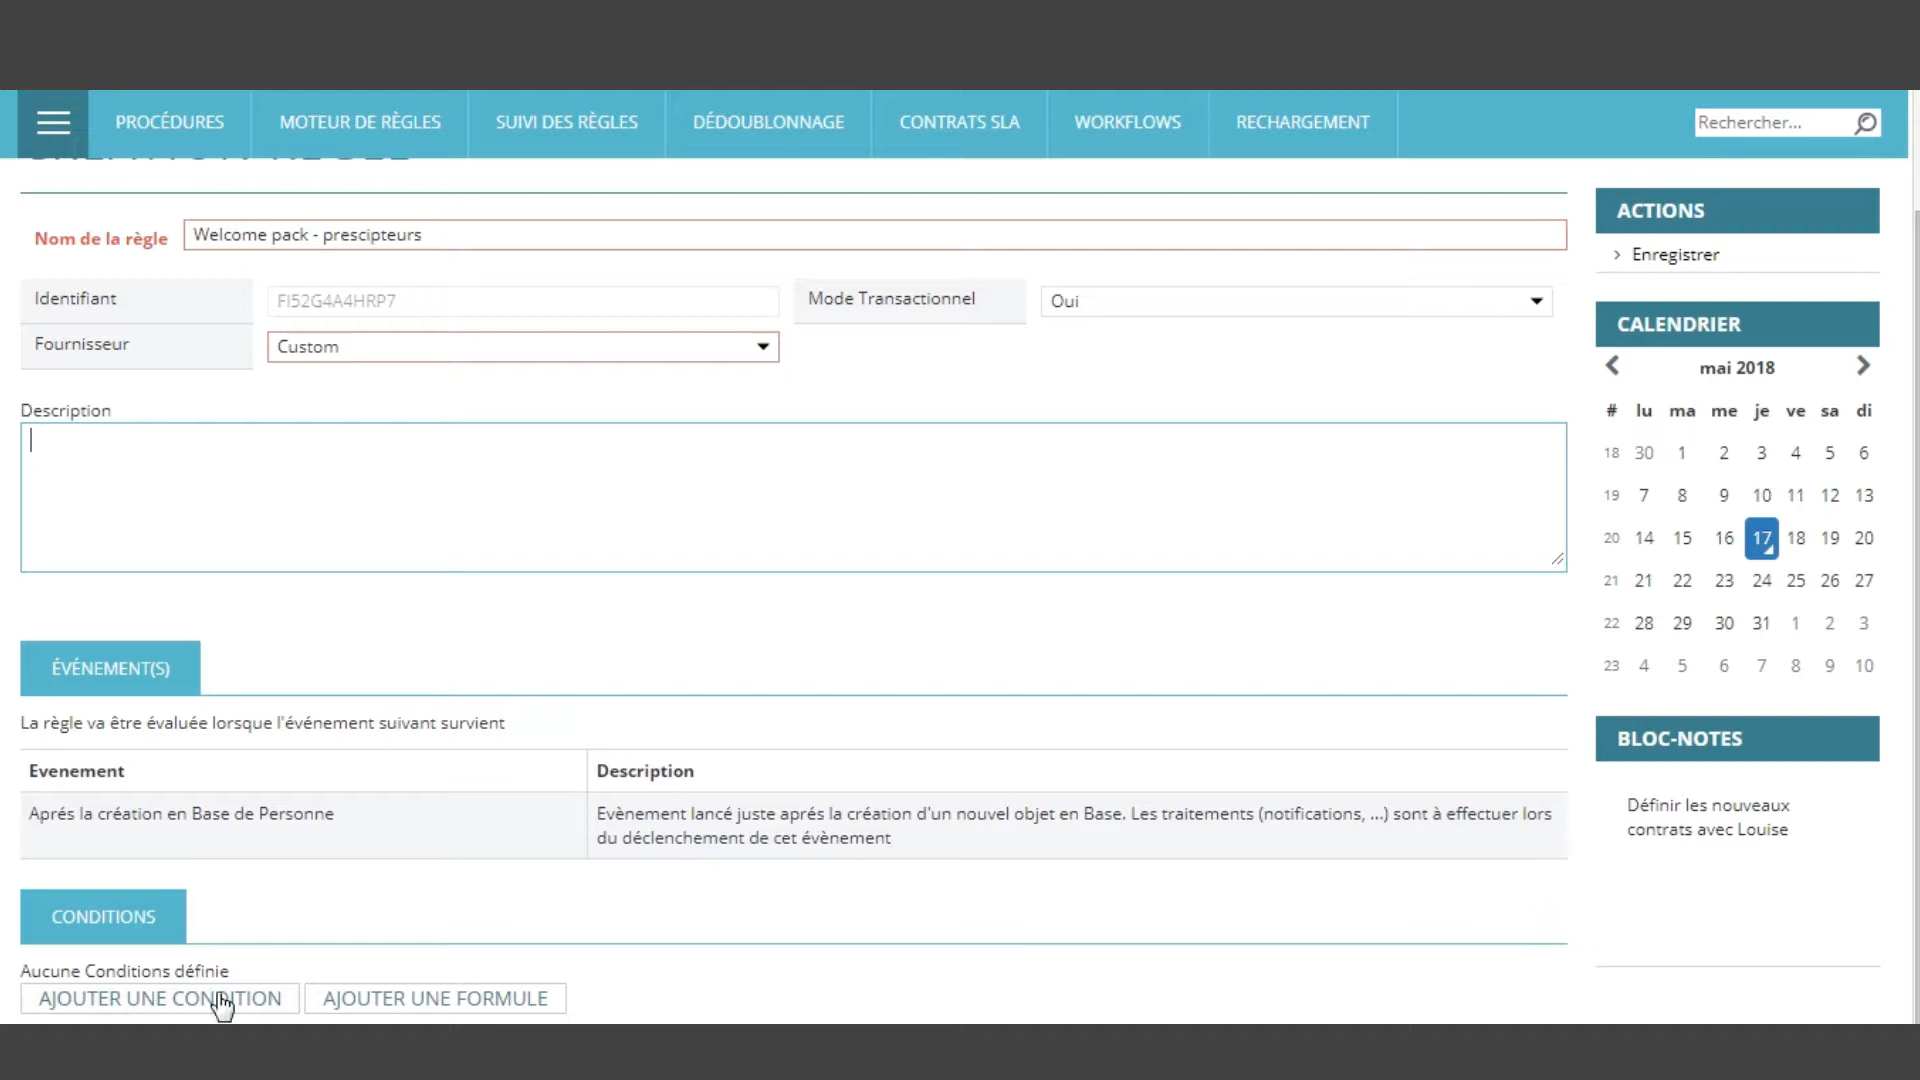 PROCÉDURES MOTEUR DE RÈGLES SUIVI DES RÈGLES DÉDOUBLONNAGE CONTRATS SLA WORKFLOWS RECHARGEMENT Rechercher...
Nom de la règle Welcome pack - prescipteurs
Identifiant FI52G4A4HRP7 Mode Transactionnel Oui
Fournisseur Custom
Description
ÉVÉNEMENT(S)
La règle va être évaluée lorsque l'événement suivant survient
Evenement Description
Aprés la création en Base de Personne Evènement lancé juste aprés la création d'un nouvel objet en Base. Les traitements (notifications, ...) sont à effectuer lors
du déclenchement de cet évènement
CONDITIONS
Aucune Conditions définie
AJOUTER UNE CONDITION AJOUTER UNE FORMULE
ACTIONS
Enregistrer
CALENDRIER
mai 2018
# lu ma me je ve sa di
18 30 1 2 3 4 5 6
19 7 8 9 10 11 12 13
20 14 15 16 17 18 19 20
21 21 22 23 24 25 26 27
22 28 29 30 31 1 2 3
23 4 5 6 7 8 9 10
BLOC-NOTES
Définir les nouveaux
contrats avec Louise